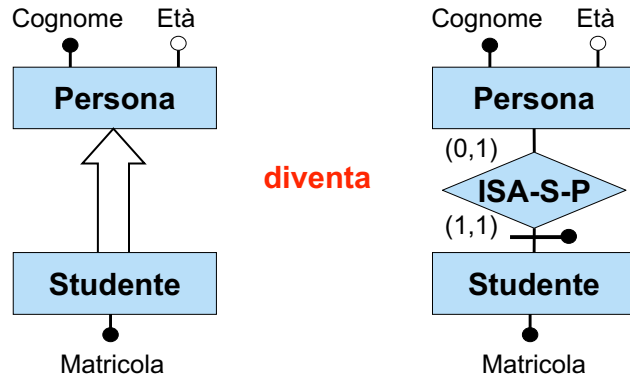 Cognome Età
Persona
Studente
Matricola
diventa
Cognome Età
Persona
(0,1)
ISA-S-P
(1,1)
Studente
Matricola